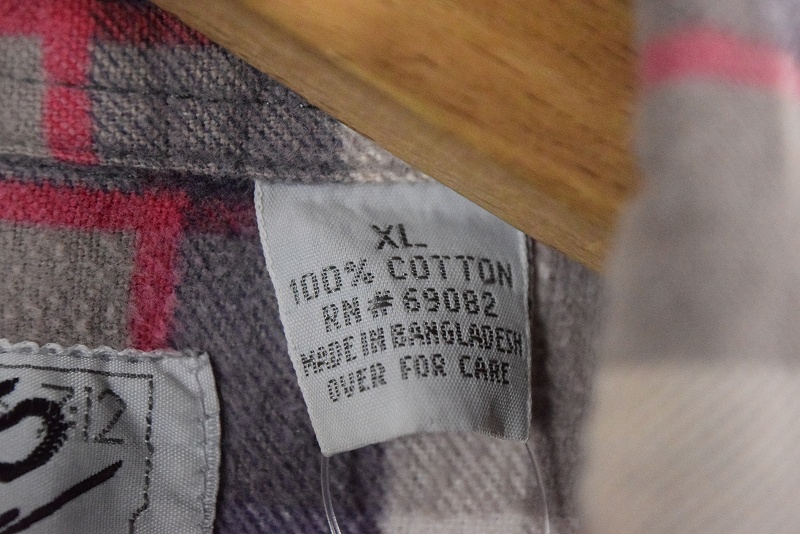 XL
100% COTTON
RN # 69082
MADE IN BANGLADESH
OVER FOR CARE